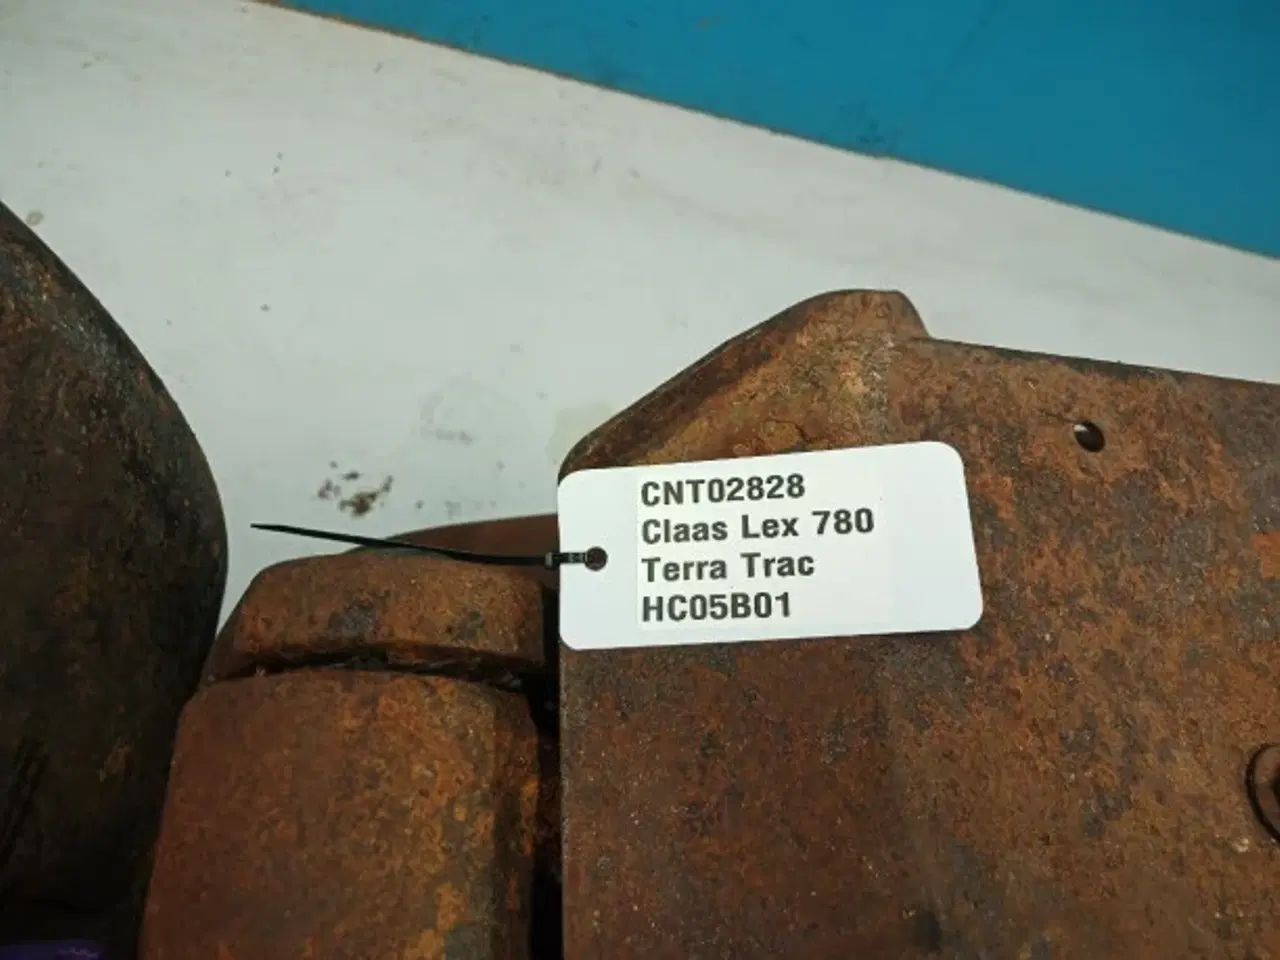 CNT02828
Claas Lex 780
Terra Trac
HC05B01